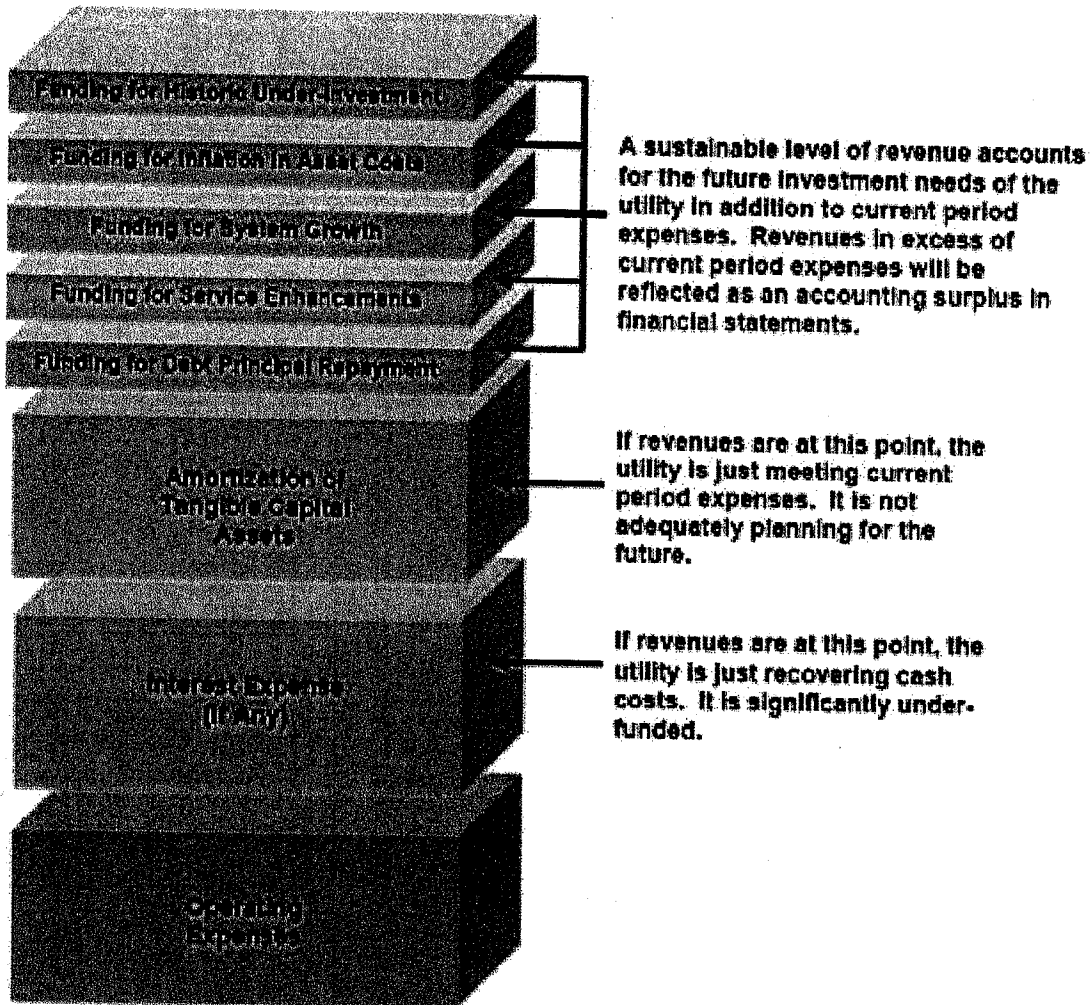 Funding for Historic Under-Investment
Funding for Inflation in Asset Costs
Funding for System Growth
Funding for Service Enhancements
Funding for Debt Principal Repayment
A sustainable level of revenue accounts
for the future investment needs of the
utility in addition to current period
expenses. Revenues in excess of
current period expenses will be
reflected as an accounting surplus in
financial statements.
Amortization of
Tangible Capital
Assets
If revenues are at this point, the
utility is just meeting current
period expenses. It is not
adequately planning for the
future.
Interest Expense
(If Any)
If revenues are at this point, the
utility is just recovering cash
costs. It is significantly under-
funded.
Operating
Expenses